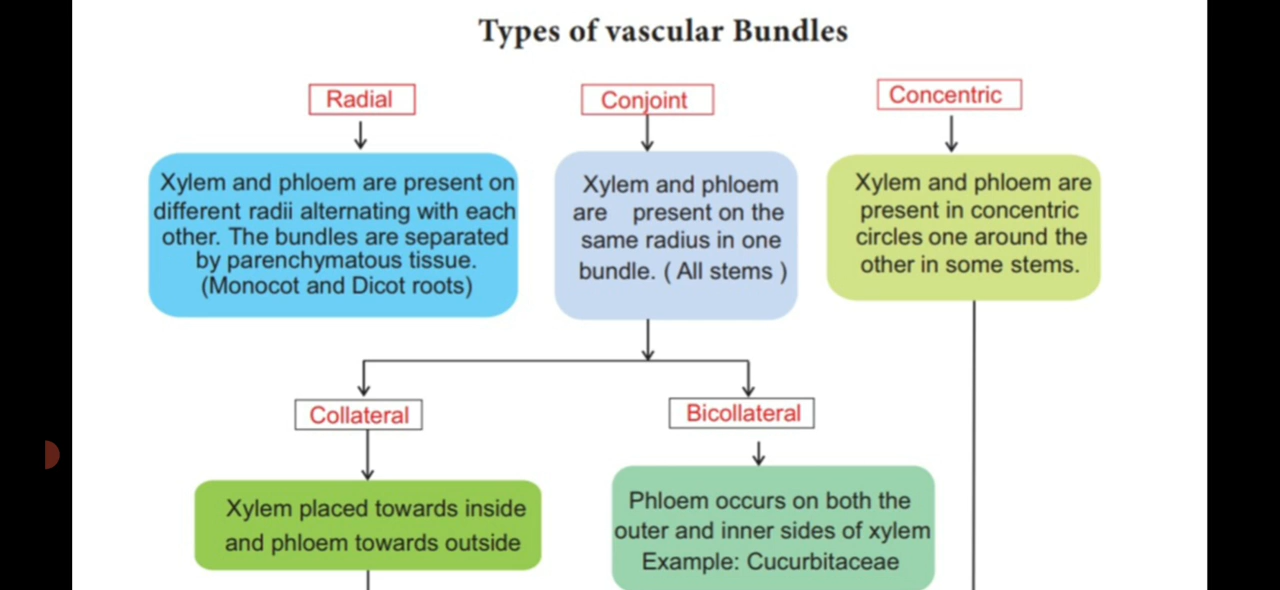 Types of vascular Bundles
Radial
Conjoint
Concentric
Xylem and phloem are present on
different radii alternating with each
other. The bundles are separated
by parenchymatous tissue.
(Monocot and Dicot roots)
Xylem and phloem
are present on the
same radius in one
bundle. ( All stems )
Xylem and phloem are
present in concentric
circles one around the
other in some stems.
Collateral
Bicollateral
Xylem placed towards inside
and phloem towards outside
Phloem occurs on both the
outer and inner sides of xylem
Example: Cucurbitaceae